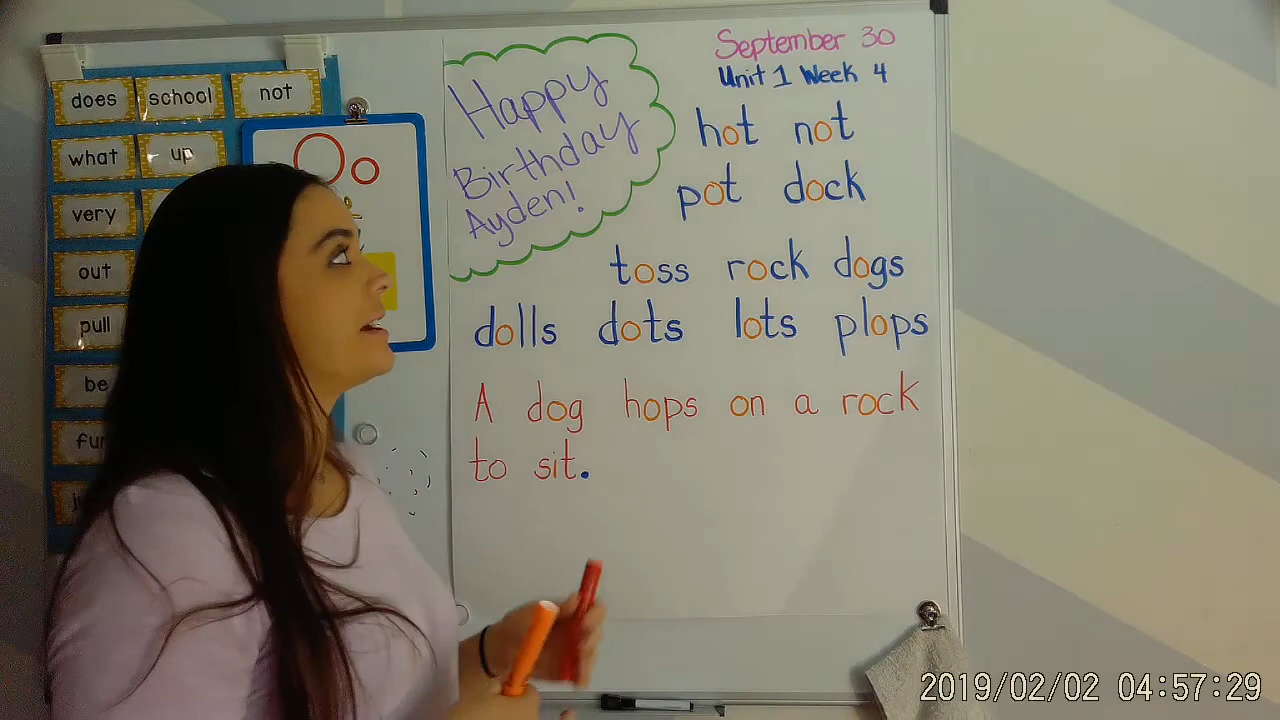 does school not
what up
very
out
pull
be
Happy
Birthday
Ayden!
September 30
Unit 1 Week 4
hot not
pot dock
toss rock dogs
dolls dots lots plops
A dog hops on a rock
to sit.
2019/02/02 04:57:29